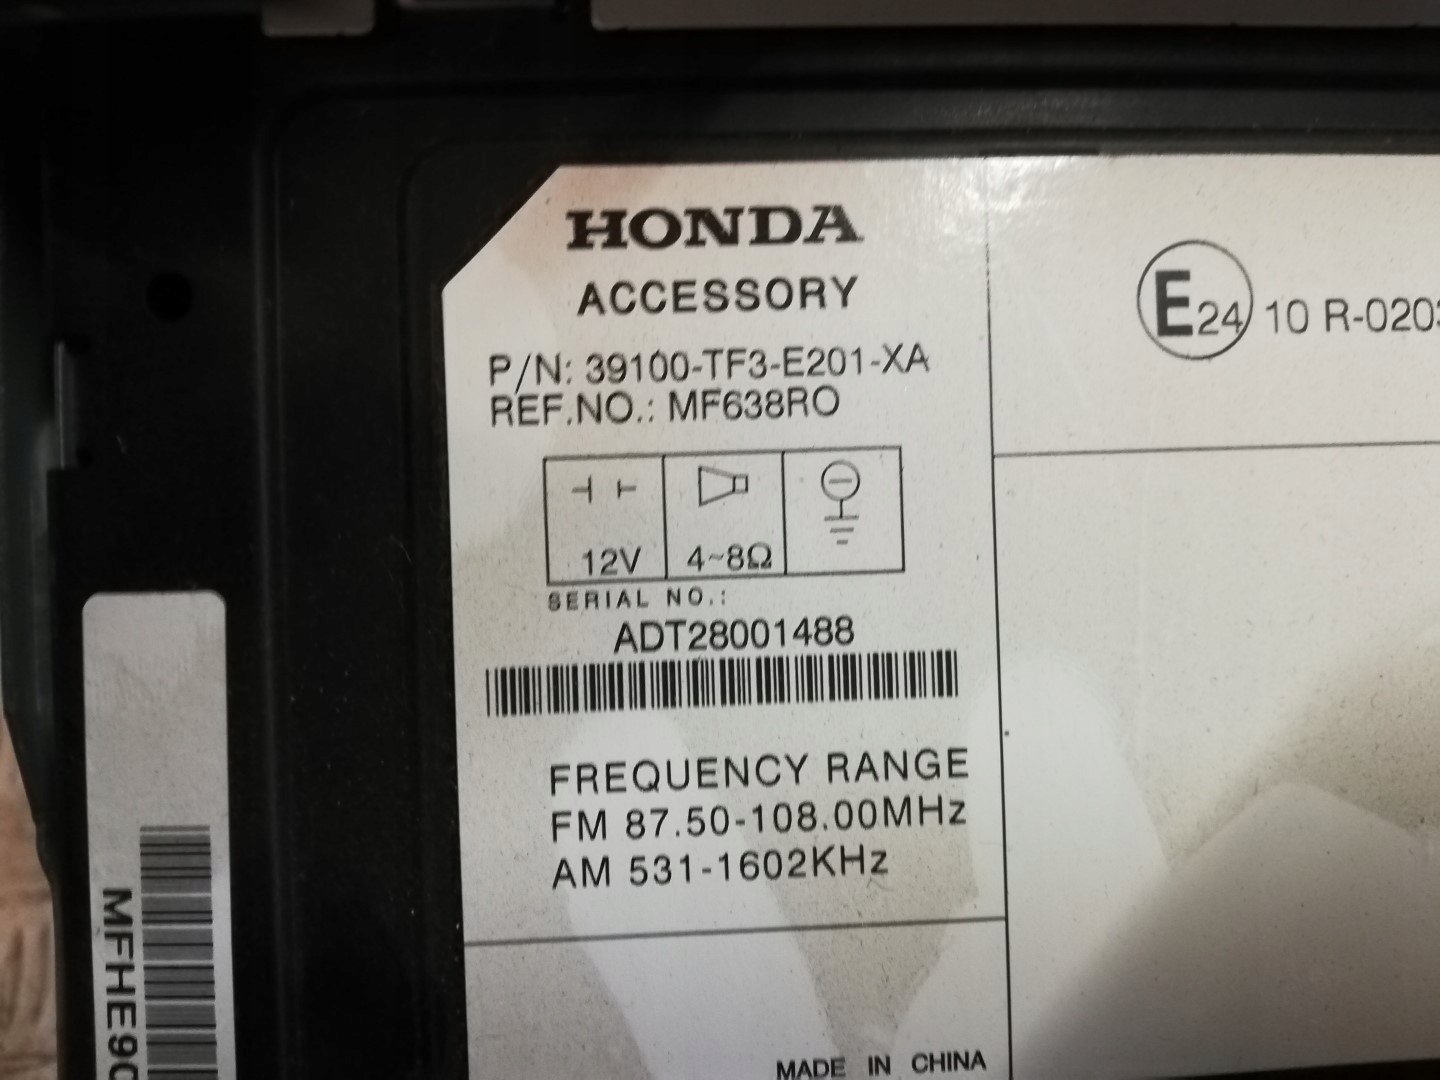 HONDA
ACCESSORY
P/N: 39100-TF3-E201-XA
REF.NO.: MF638RO
12V
4~8Ω
SERIAL NO.:
ADT28001488
FREQUENCY RANGE
FM 87.50-108.00MHz
AM 531-1602KHz
MADE IN CHINA
E24 10 R-020
MFHE90